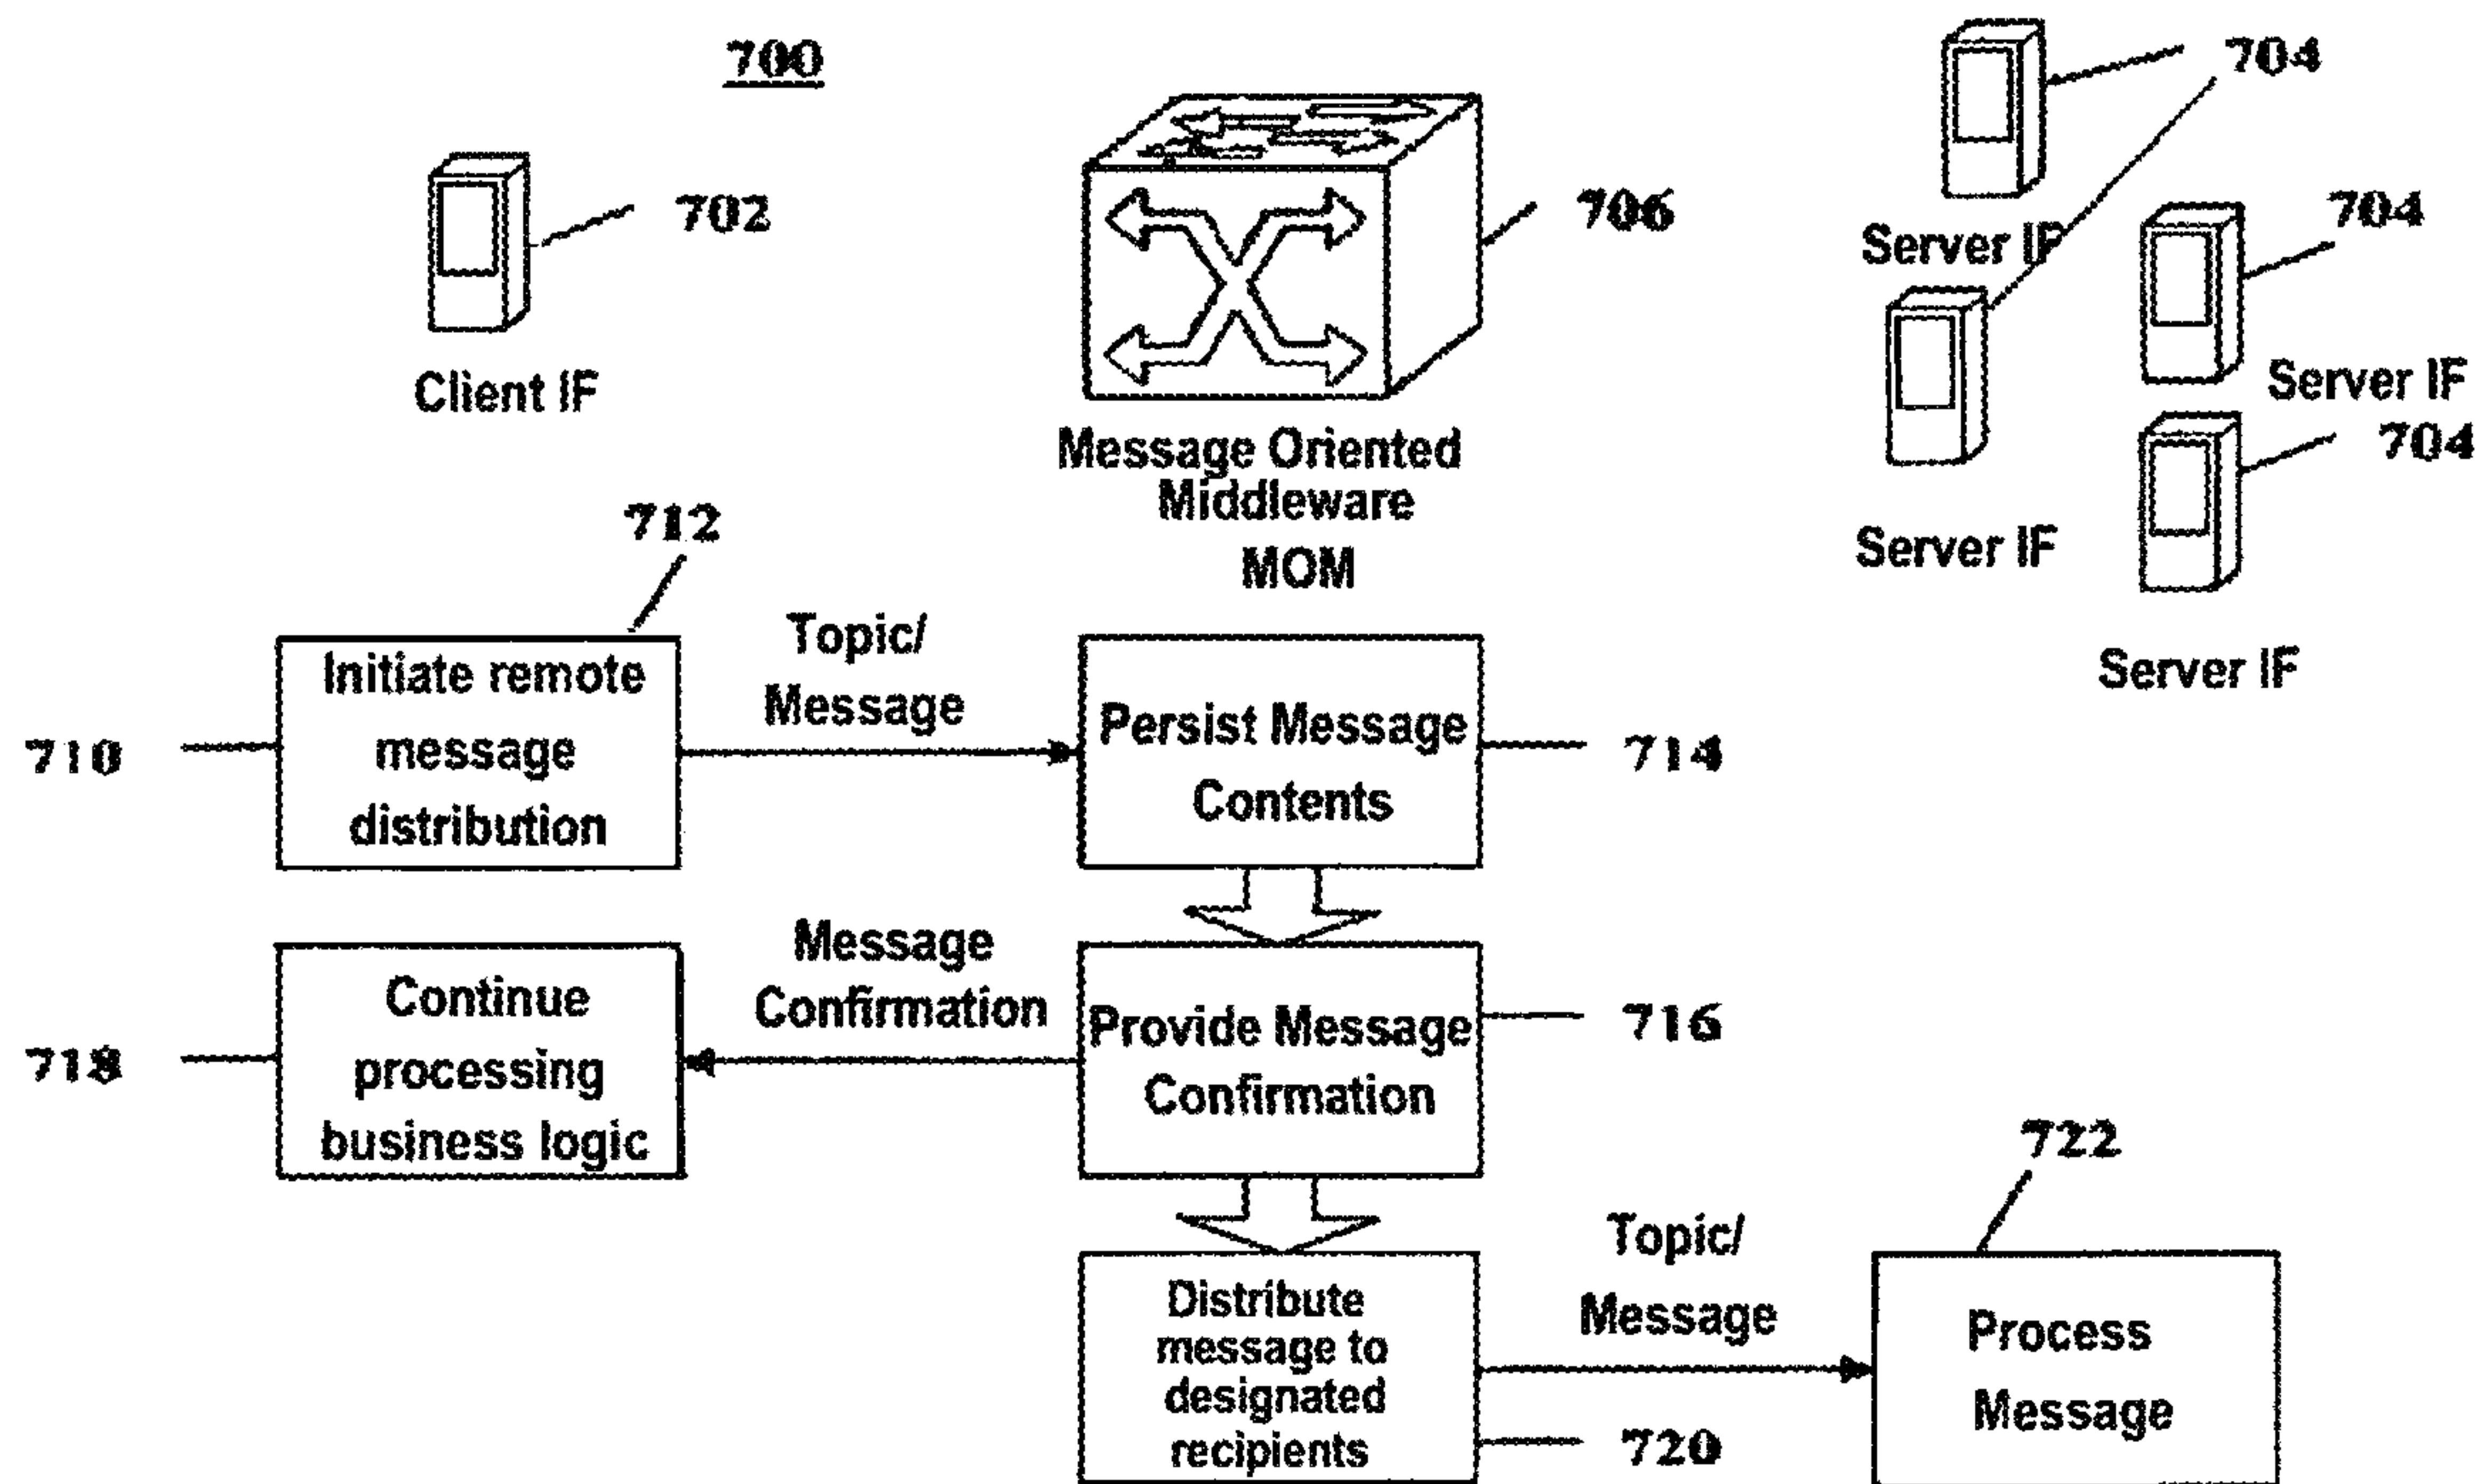 700
704
702
706
704
Server IF
Client IF
Server IF
704
Message Oriented
Middleware
MOM
712
Server IF
Server IF
Topic/
Message
Initiate remote
message
distribution
710
Persist Message
Contents
714
Message
Confirmation
Continue
processing
business logic
718
Provide Message
Confirmation
716
722
Topic/
Message
Distribute
message to
designated
recipients
720
Process
Message